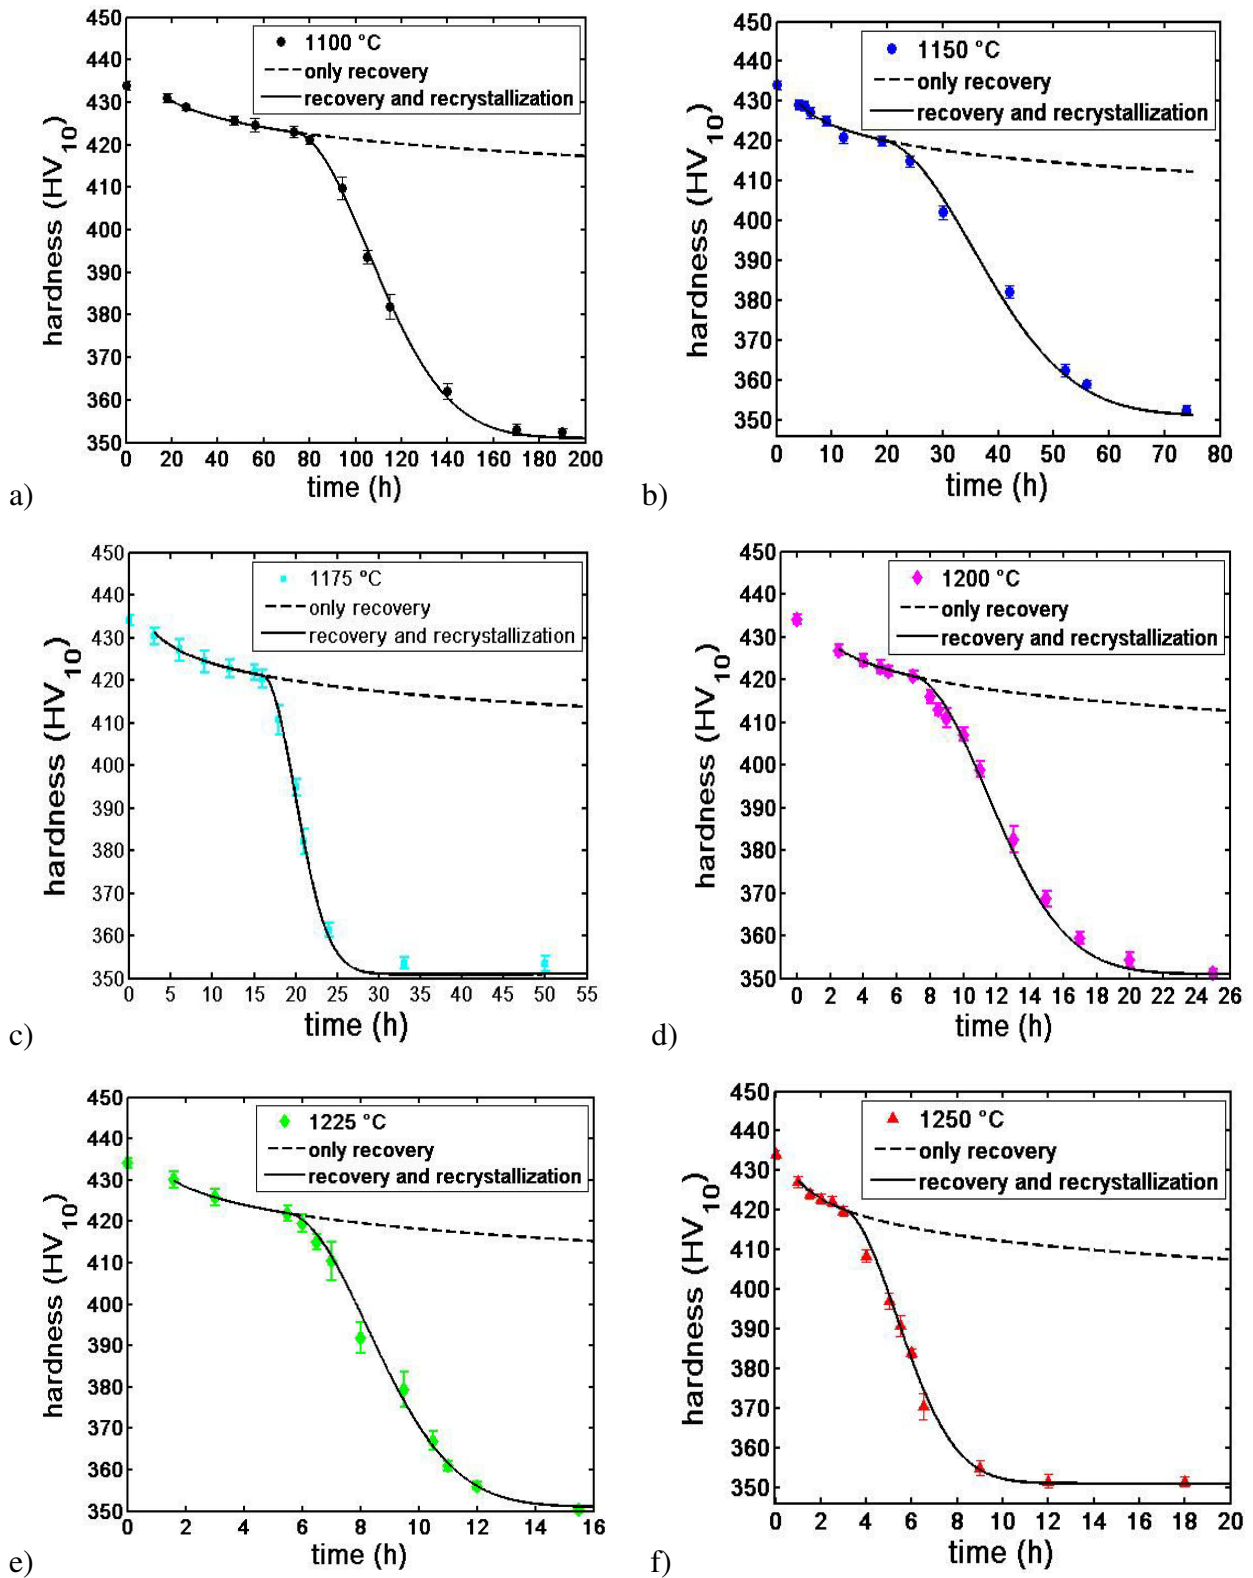 450
440
430
420
410
400
390
380
370
360
350
hardness (HV10)
1100 °C
only recovery
recovery and recrystallization
0 20 40 60 80 100 120 140 160 180 200
time (h)
a)
450
440
430
420
410
400
390
380
370
360
350
hardness (HV10)
1150 °C
only recovery
recovery and recrystallization
0 10 20 30 40 50 60 70 80
time (h)
b)
450
440
430
420
410
400
390
380
370
360
350
hardness (HV10)
1175 °C
only recovery
recovery and recrystallization
0 5 10 15 20 25 30 35 40 45 50 55
time (h)
c)
450
440
430
420
410
400
390
380
370
360
350
hardness (HV10)
1200 °C
only recovery
recovery and recrystallization
0 2 4 6 8 10 12 14 16 18 20 22 24 26
time (h)
d)
450
440
430
420
410
400
390
380
370
360
350
hardness (HV10)
1225 °C
only recovery
recovery and recrystallization
0 2 4 6 8 10 12 14 16
time (h)
e)
450
440
430
420
410
400
390
380
370
360
350
hardness (HV10)
1250 °C
only recovery
recovery and recrystallization
0 2 4 6 8 10 12 14 16 18 20
time (h)
f)